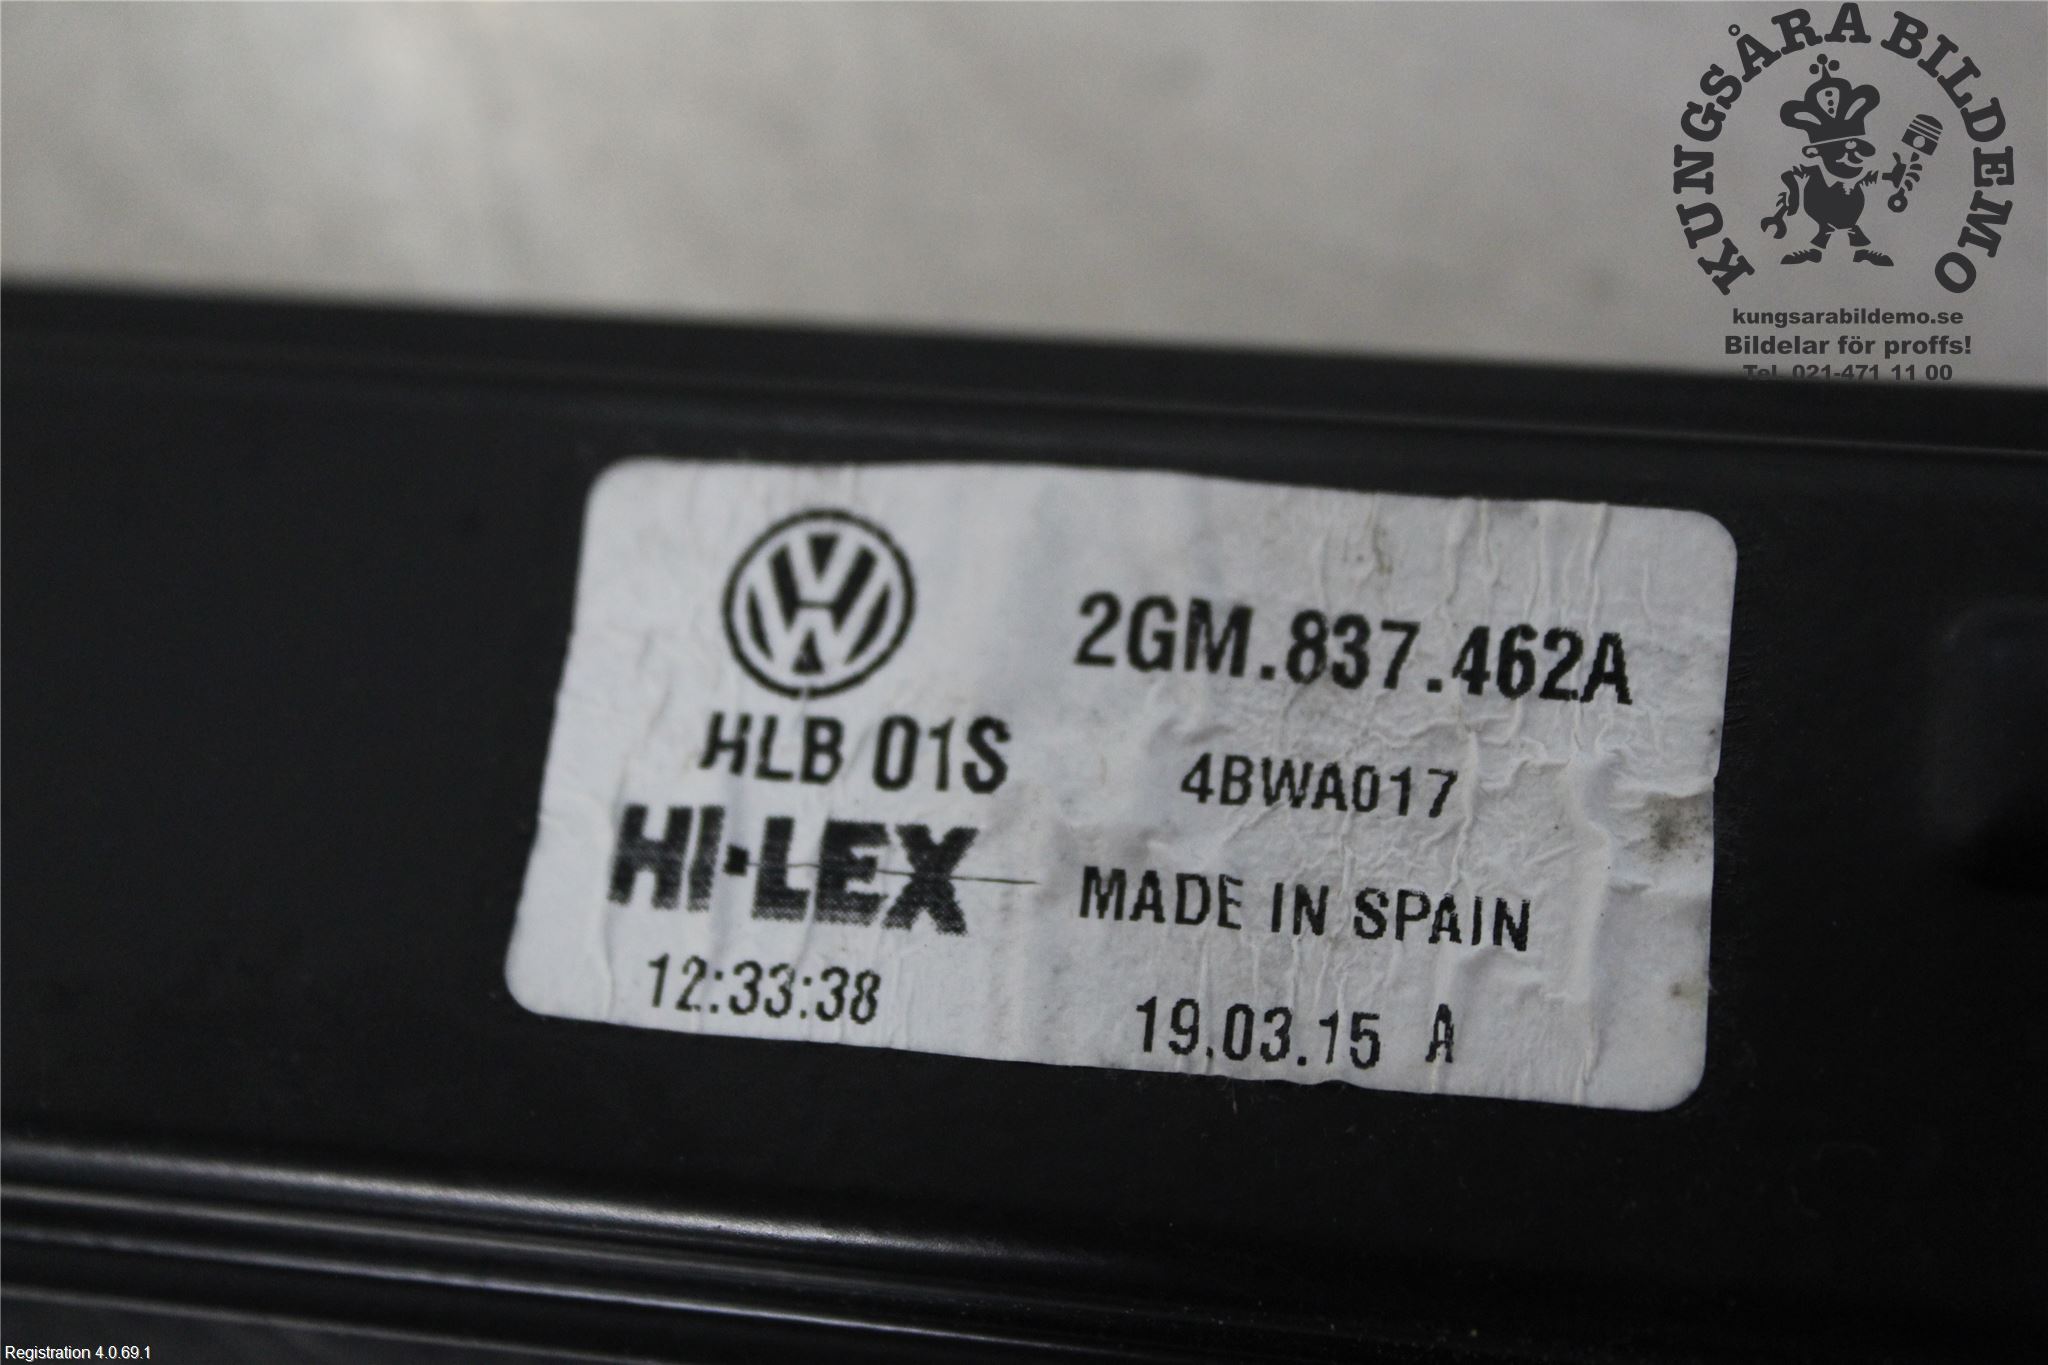 KUNGSÅRA BILDEMO
kungsarabildemo.se
Bildelar för proffs!
Tel. 021-471 11 00
2GM.837.462A
HLB 01S
4BWA017
HI-LEX
MADE IN SPAIN
12:33:38
19.03.15 A
Registration 4.0.69.1